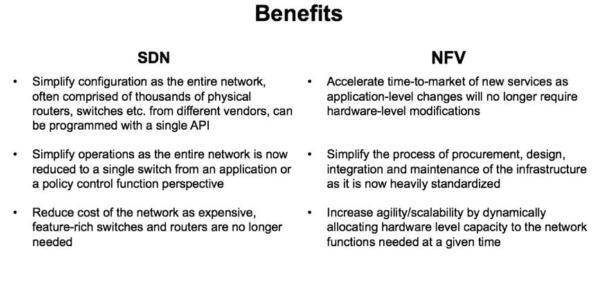 Benefits
SDN
• Simplify configuration as the entire network,
often comprised of thousands of physical
routers, switches etc. from different vendors, can
be programmed with a single API
• Simplify operations as the entire network is now
reduced to a single switch from an application or
a policy control function perspective
• Reduce cost of the network as expensive,
feature-rich switches and routers are no longer
needed
NFV
• Accelerate time-to-market of new services as
application-level changes will no longer require
hardware-level modifications
• Simplify the process of procurement, design,
integration and maintenance of the infrastructure
as it is now heavily standardized
• Increase agility/scalability by dynamically
allocating hardware level capacity to the network
functions needed at a given time